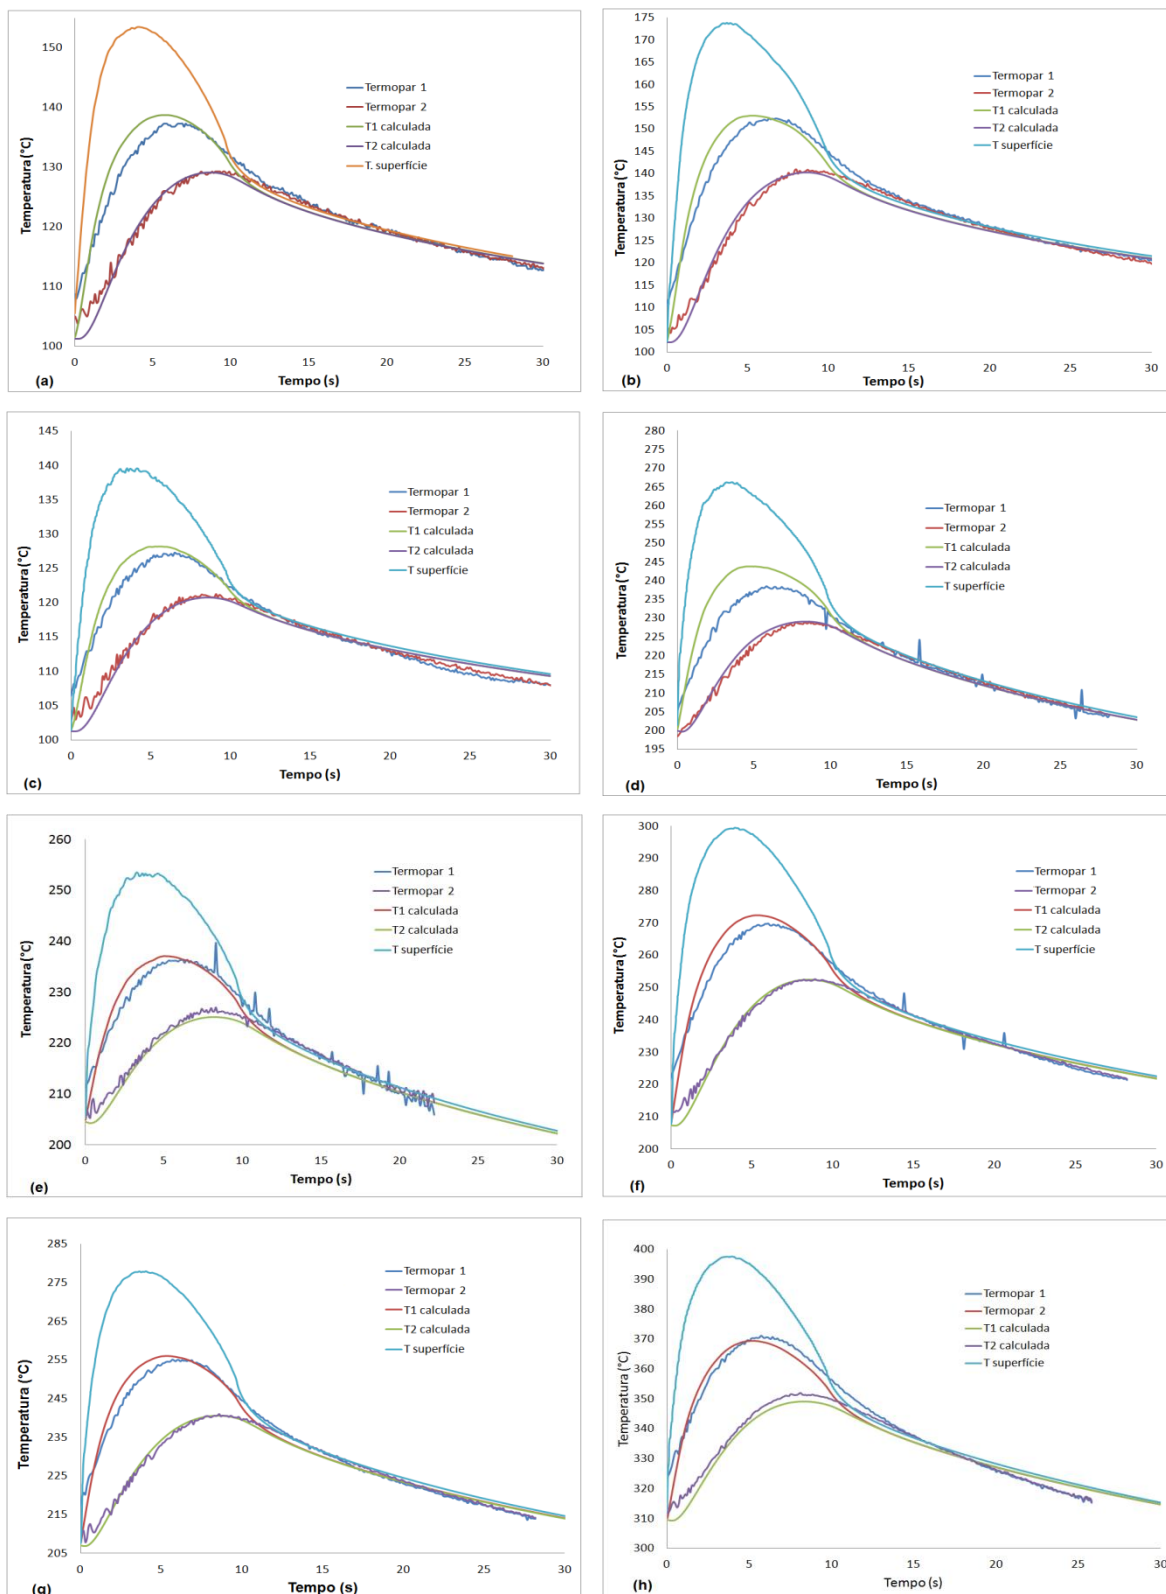 155
150
140
130
120
110
100
Temperatura (°C)
Termopar 1
Termopar 2
T1 calculada
T2 calculada
T. superfície
0 5 10 15 20 25 30
Tempo (s)
(a)
175
170
165
160
155
150
145
140
135
130
125
120
115
110
105
100
Temperatura (°C)
Termopar 1
Termopar 2
T1 calculada
T2 calculada
T superfície
0 5 10 15 20 25 30
Tempo (s)
(b)
145
140
135
130
125
120
115
110
105
100
Temperatura (°C)
Termopar 1
Termopar 2
T1 calculada
T2 calculada
T superfície
0 5 10 15 20 25 30
Tempo (s)
(c)
280
275
270
265
260
255
250
245
240
235
230
225
220
215
210
205
200
195
Temperatura (°C)
Termopar 1
Termopar 2
T1 calculada
T2 calculada
T superfície
0 5 10 15 20 25 30
Tempo (s)
(d)
260
250
240
230
220
210
200
Temperatura (°C)
Termopar 1
Termopar 2
T1 calculada
T2 calculada
T superfície
0 5 10 15 20 25 30
Tempo (s)
(e)
300
290
280
270
260
250
240
230
220
210
200
Temperatura (°C)
Termopar 1
Termopar 2
T1 calculada
T2 calculada
T superfície
0 5 10 15 20 25 30
Tempo (s)
(f)
285
275
265
255
245
235
225
215
205
Temperatura (°C)
Termopar 1
Termopar 2
T1 calculada
T2 calculada
T superfície
0 5 10 15 20 25 30
Tempo (s)
(g)
400
390
380
370
360
350
340
330
320
310
300
Temperatura (°C)
Termopar 1
Termopar 2
T1 calculada
T2 calculada
T superfície
0 5 10 15 20 25 30
Tempo (s)
(h)